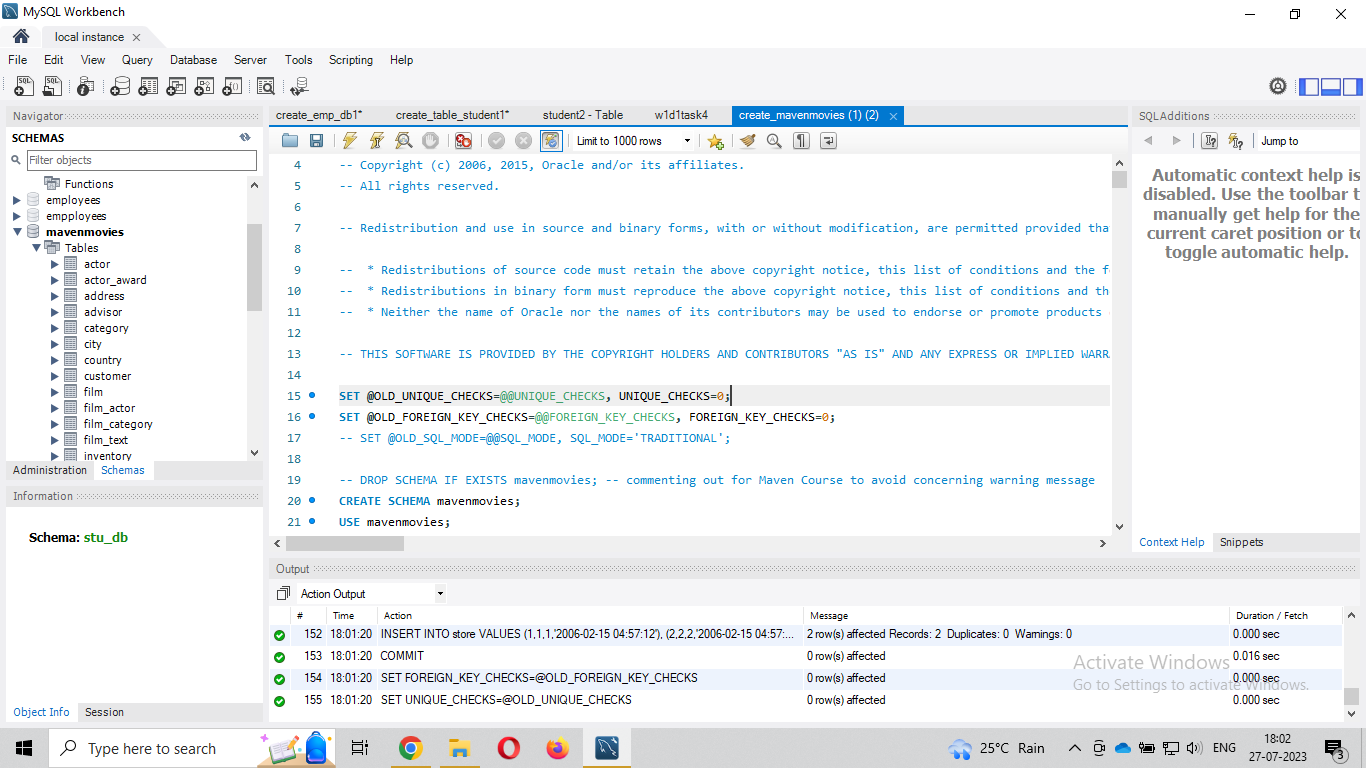 MySQL Workbench
local instance
File Edit View Query Database Server Tools Scripting Help
Navigator
SCHEMAS
Filter objects
Functions
employees
empployees
mavenmovies
Tables
actor
actor_award
address
advisor
category
city
country
customer
film
film_actor
film_category
film_text
inventory
Administration Schemas
Information
Schema: stu_db
Object Info Session
create_emp_db1* create_table_student1* student2 - Table w1d1task4 create_mavenmovies (1) (2)
Limit to 1000 rows
4 -- Copyright (c) 2006, 2015, Oracle and/or its affiliates.
5 -- All rights reserved.
6
7 -- Redistribution and use in source and binary forms, with or without modification, are permitted provided tha
8
9 --  * Redistributions of source code must retain the above copyright notice, this list of conditions and the f
10 --  * Redistributions in binary form must reproduce the above copyright notice, this list of conditions and th
11 --  * Neither the name of Oracle nor the names of its contributors may be used to endorse or promote products
12
13 -- THIS SOFTWARE IS PROVIDED BY THE COPYRIGHT HOLDERS AND CONTRIBUTORS "AS IS" AND ANY EXPRESS OR IMPLIED WARR
14
15 SET @OLD_UNIQUE_CHECKS=@@UNIQUE_CHECKS, UNIQUE_CHECKS=0;
16 SET @OLD_FOREIGN_KEY_CHECKS=@@FOREIGN_KEY_CHECKS, FOREIGN_KEY_CHECKS=0;
17 -- SET @OLD_SQL_MODE=@@SQL_MODE, SQL_MODE='TRADITIONAL';
18
19 -- DROP SCHEMA IF EXISTS mavenmovies; -- commenting out for Maven Course to avoid concerning warning message
20 CREATE SCHEMA mavenmovies;
21 USE mavenmovies;
SQLAdditions
Jump to
Automatic context help is
disabled. Use the toolbar t
manually get help for the
current caret position or to
toggle automatic help.
Context Help Snippets
Output
Action Output
# Time Action Message Duration / Fetch
152 18:01:20 INSERT INTO store VALUES (1,1,1,'2006-02-15 04:57:12'), (2,2,2,'2006-02-15 04:57:... 2 row(s) affected Records: 2 Duplicates: 0 Warnings: 0 0.000 sec
153 18:01:20 COMMIT 0 row(s) affected 0.016 sec
154 18:01:20 SET FOREIGN_KEY_CHECKS=@OLD_FOREIGN_KEY_CHECKS 0 row(s) affected 0.000 sec
155 18:01:20 SET UNIQUE_CHECKS=@OLD_UNIQUE_CHECKS 0 row(s) affected 0.000 sec
Activate Windows
Go to Settings to activate Windows.
Type here to search
25°C Rain
ENG
18:02
27-07-2023
3